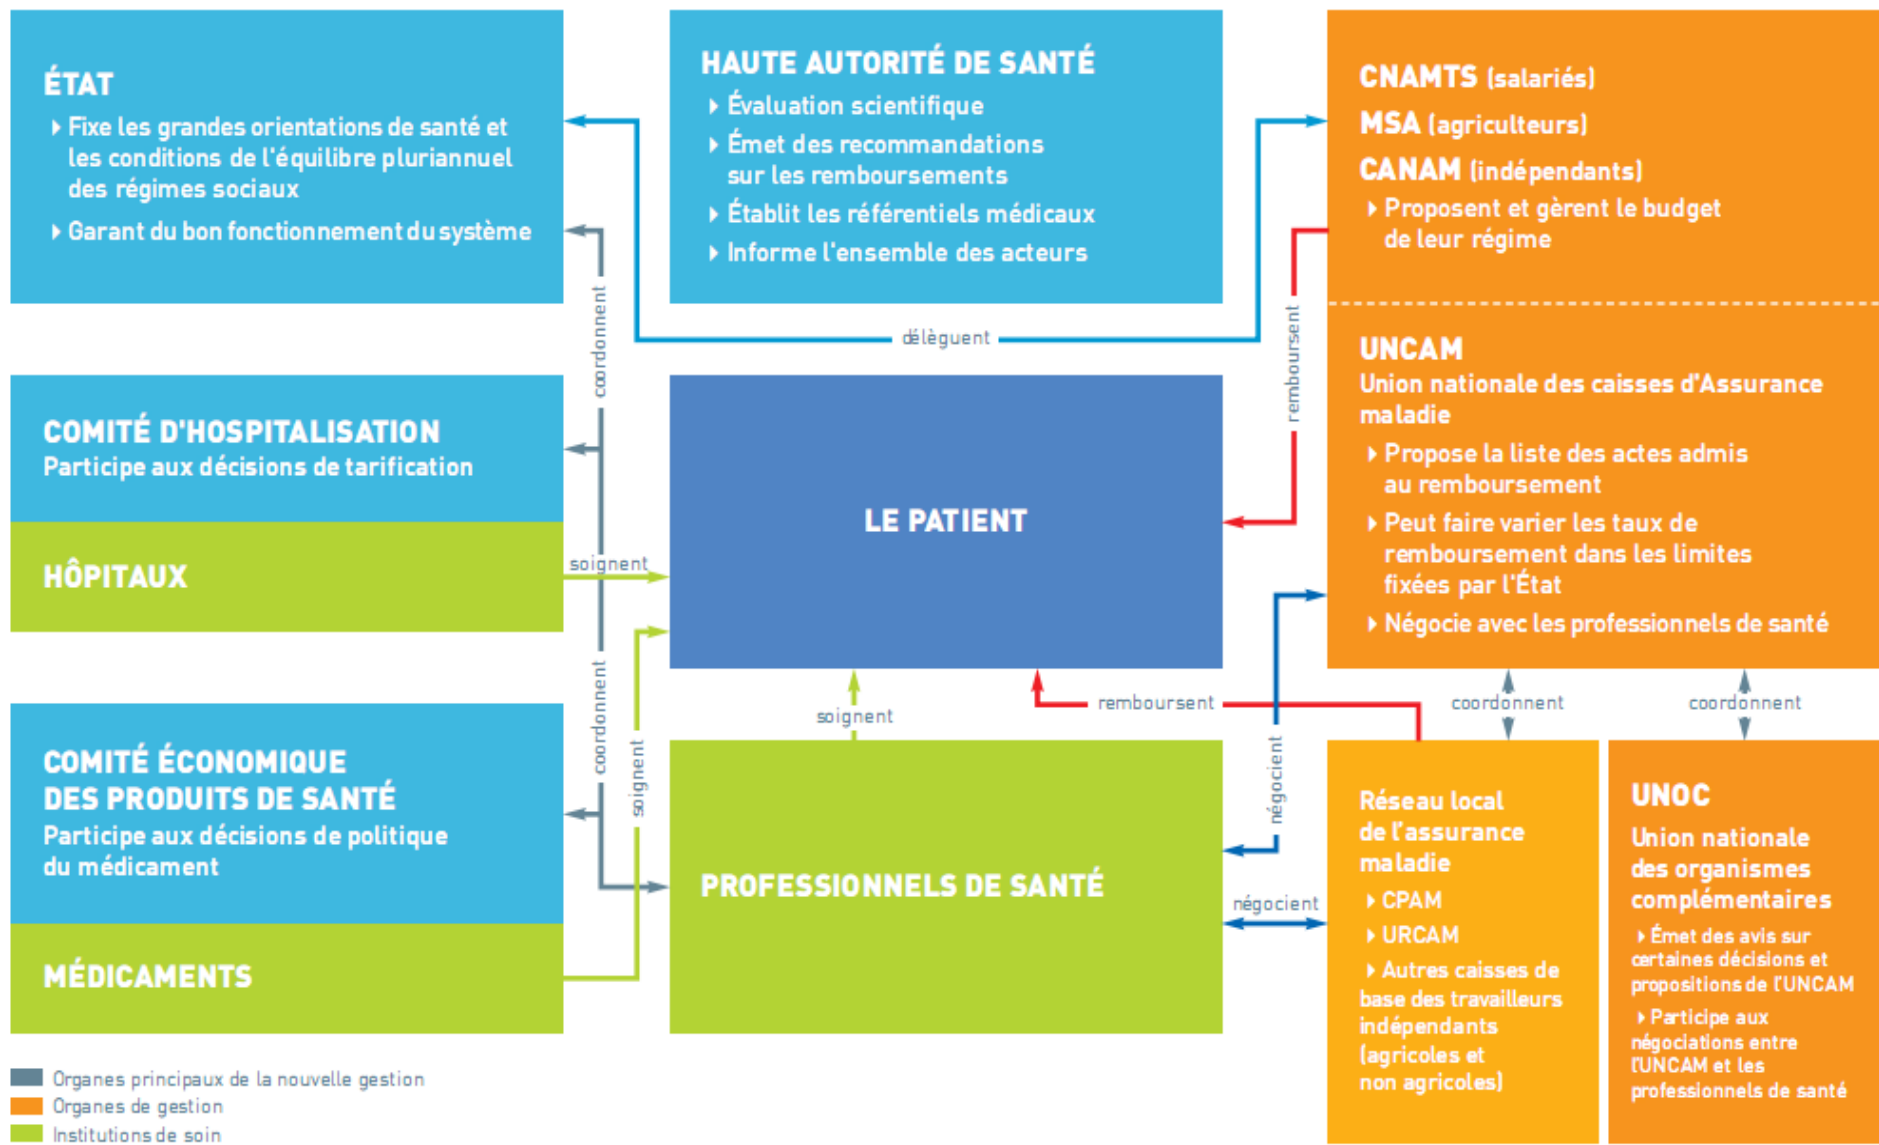 ÉTAT
Fixe les grandes orientations de santé et
les conditions de l'équilibre pluriannuel
des régimes sociaux
Garant du bon fonctionnement du système
HAUTE AUTORITÉ DE SANTÉ
Évaluation scientifique
Émet des recommandations
sur les remboursements
Établit les référentiels médicaux
Informe l'ensemble des acteurs
CNAMTS (salariés)
MSA (agriculteurs)
CANAM (indépendants)
Proposent et gèrent le budget
de leur régime
coordonnent
délèguent
remboursent
UNCAM
Union nationale des caisses d'Assurance
maladie
Propose la liste des actes admis
au remboursement
Peut faire varier les taux de
remboursement dans les limites
fixées par l'État
Négocie avec les professionnels de santé
COMITÉ D'HOSPITALISATION
Participe aux décisions de tarification
HÔPITAUX
soignent
LE PATIENT
coordonnent
soignent
soignent
remboursent
négocient
coordonnent
coordonnent
COMITÉ ÉCONOMIQUE
DES PRODUITS DE SANTÉ
Participe aux décisions de politique
du médicament
MÉDICAMENTS
PROFESSIONNELS DE SANTÉ
négocient
Réseau local
de l'assurance
maladie
CPAM
URCAM
Autres caisses de
base des travailleurs
indépendants
(agricoles et
non agricoles)
UNOC
Union nationale
des organismes
complémentaires
Émet des avis sur
certaines décisions et
propositions de l'UNCAM
Participe aux
négociations entre
l'UNCAM et les
professionnels de santé
Organes principaux de la nouvelle gestion
Organes de gestion
Institutions de soin